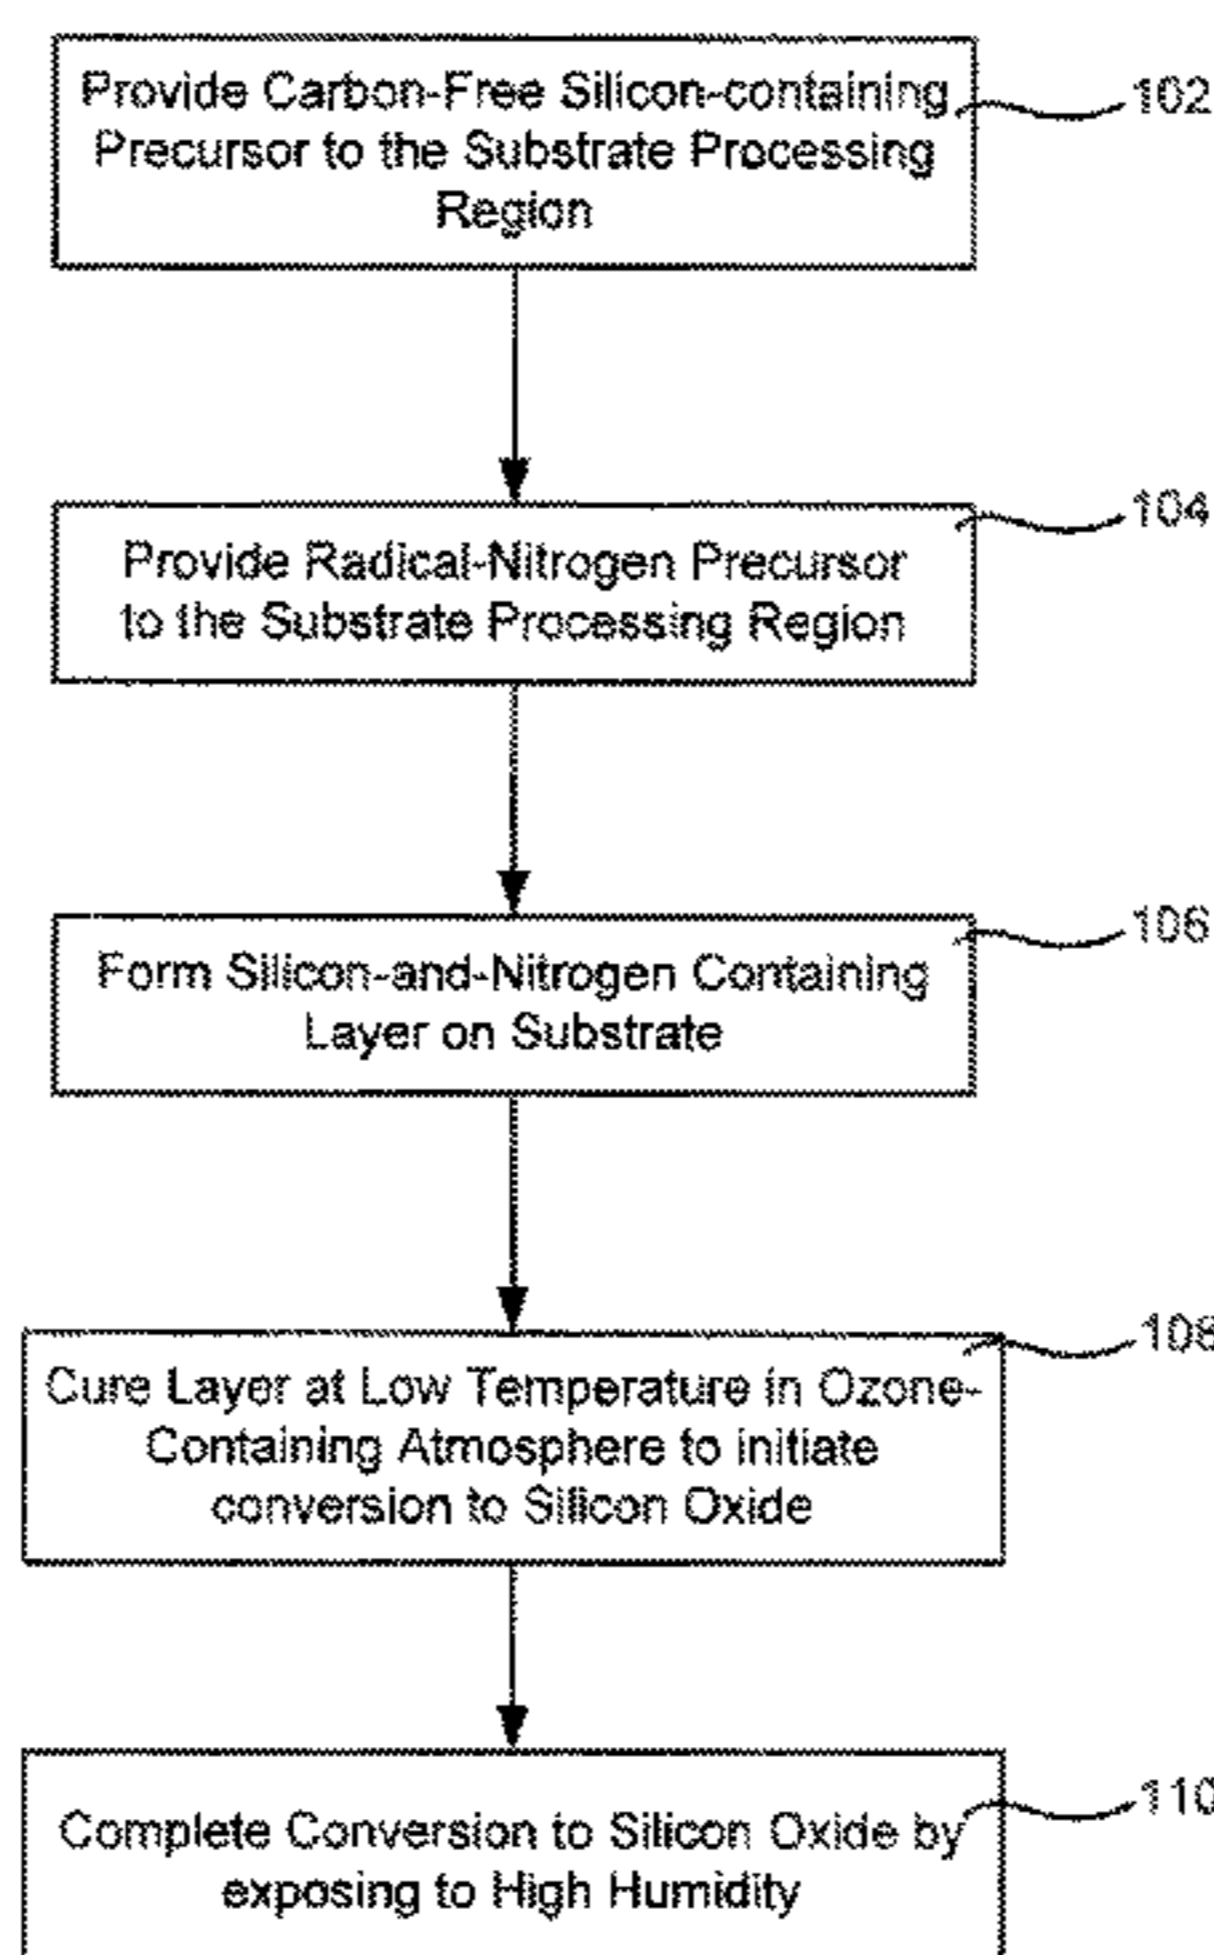 Provide Carbon-Free Silicon-containing
Precursor to the Substrate Processing
Region
102
Provide Radical-Nitrogen Precursor
to the Substrate Processing Region
104
Form Silicon-and-Nitrogen Containing
Layer on Substrate
106
Cure Layer at Low Temperature in Ozone-
Containing Atmosphere to initiate
conversion to Silicon Oxide
108
Complete Conversion to Silicon Oxide by
exposing to High Humidity
110